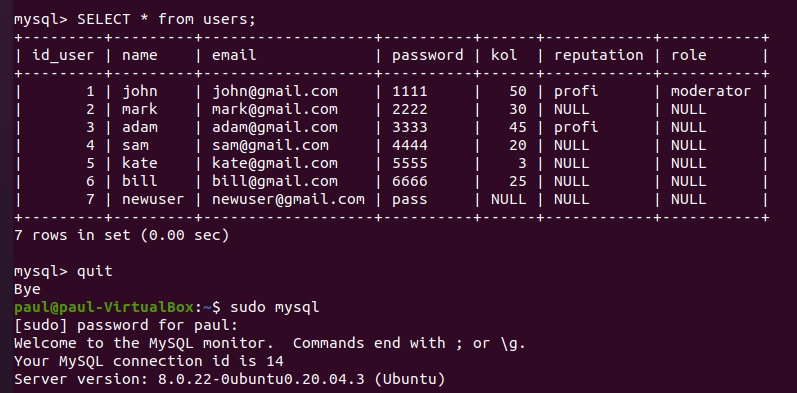 mysql> SELECT * from users;
+---------+---------+-------------------+----------+------+------------+-----------+
| id_user | name    | email             | password | kol  | reputation | role      |
+---------+---------+-------------------+----------+------+------------+-----------+
|       1 | john    | john@gmail.com    | 1111     |   50 | profi      | moderator |
|       2 | mark    | mark@gmail.com    | 2222     |   30 | NULL       | NULL      |
|       3 | adam    | adam@gmail.com    | 3333     |   45 | profi      | NULL      |
|       4 | sam     | sam@gmail.com     | 4444     |   20 | NULL       | NULL      |
|       5 | kate    | kate@gmail.com    | 5555     |    3 | NULL       | NULL      |
|       6 | bill    | bill@gmail.com    | 6666     |   25 | NULL       | NULL      |
|       7 | newuser | newuser@gmail.com | pass     | NULL | NULL       | NULL      |
+---------+---------+-------------------+----------+------+------------+-----------+
7 rows in set (0.00 sec)
mysql> quit
Bye
paul@paul-VirtualBox:~$ sudo mysql
[sudo] password for paul:
Welcome to the MySQL monitor.  Commands end with ; or \g.
Your MySQL connection id is 14
Server version: 8.0.22-0ubuntu0.20.04.3 (Ubuntu)